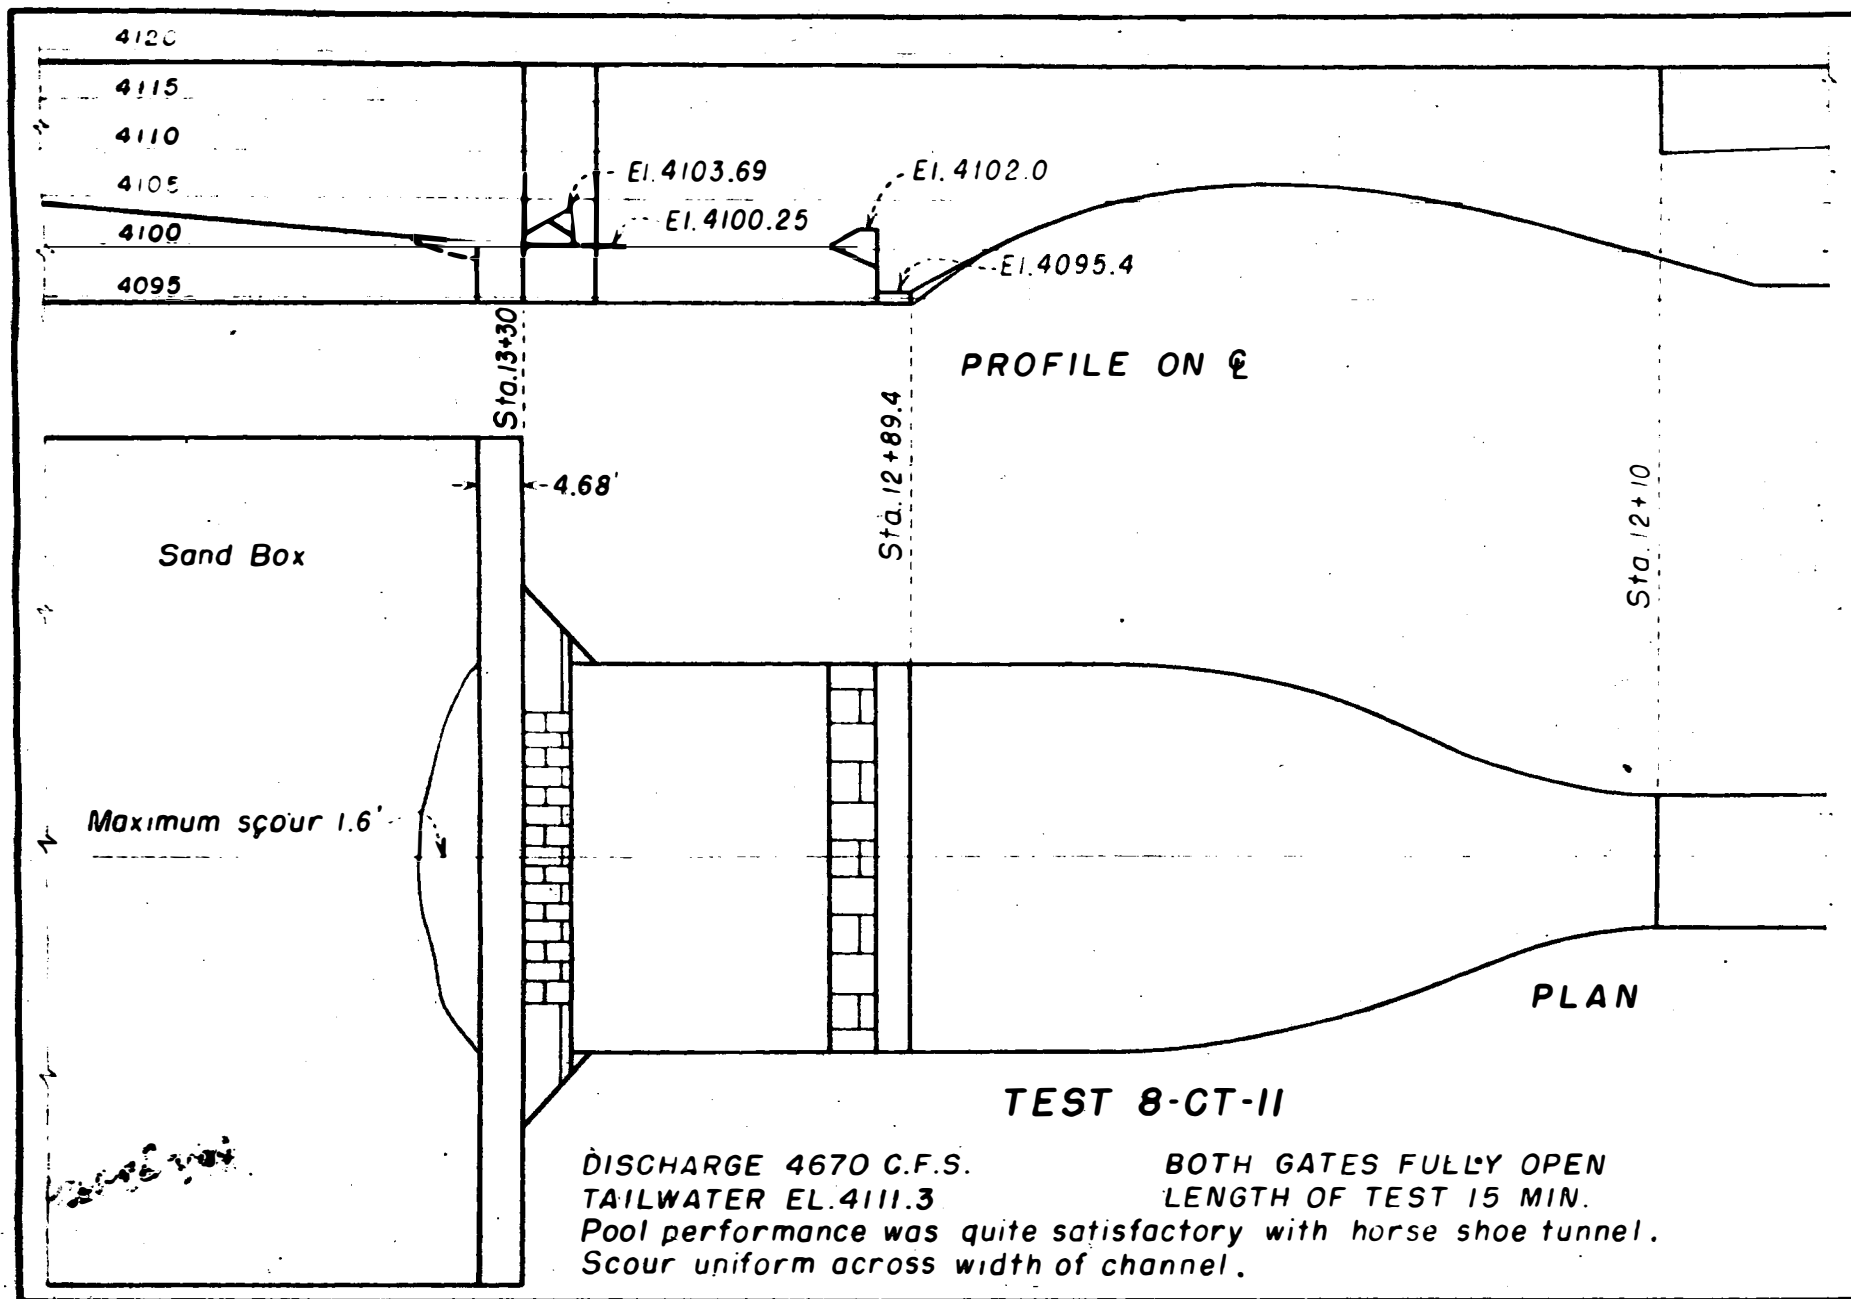 4120
4115
4110
4105
4100
4095
El. 4103.69
El. 4100.25
El. 4102.0
El. 4095.4
PROFILE ON ℄
Sta. 13+30
Sta. 12+89.4
Sta. 12+10
4.68'
Sand Box
Maximum scour 1.6'
PLAN
TEST 8-CT-11
DISCHARGE 4670 C.F.S.
TAILWATER EL. 4111.3
BOTH GATES FULLY OPEN
LENGTH OF TEST 15 MIN.
Pool performance was quite satisfactory with horse shoe tunnel.
Scour uniform across width of channel.